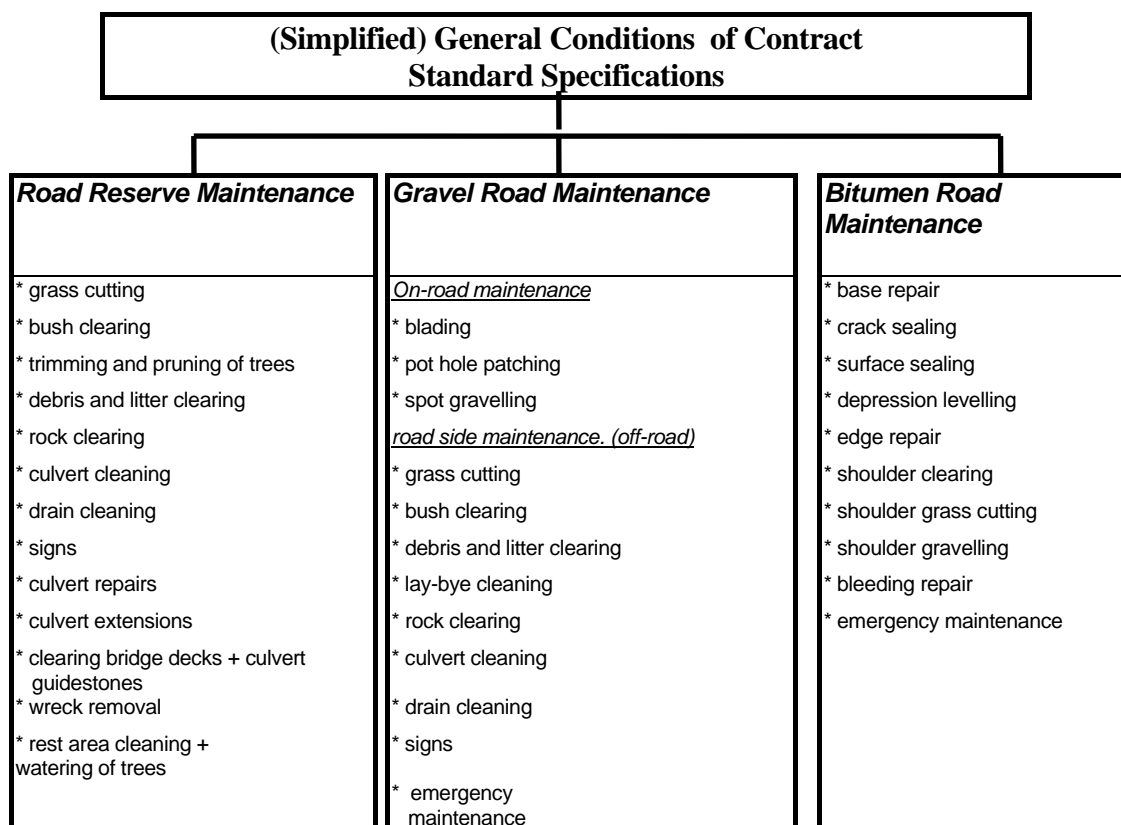 (Simplified) General Conditions of Contract
Standard Specifications
Road Reserve Maintenance
* grass cutting
* bush clearing
* trimming and pruning of trees
* debris and litter clearing
* rock clearing
* culvert cleaning
* drain cleaning
* signs
* culvert repairs
* culvert extensions
* clearing bridge decks + culvert
guidestones
* wreck removal
* rest area cleaning +
watering of trees
Gravel Road Maintenance
On-road maintenance
* blading
* pot hole patching
* spot gravelling
road side maintenance. (off-road)
* grass cutting
* bush clearing
* debris and litter clearing
* lay-bye cleaning
* rock clearing
* culvert cleaning
* drain cleaning
* signs
* emergency
maintenance
Bitumen Road
Maintenance
* base repair
* crack sealing
* surface sealing
* depression levelling
* edge repair
* shoulder clearing
* shoulder grass cutting
* shoulder gravelling
* bleeding repair
* emergency maintenance